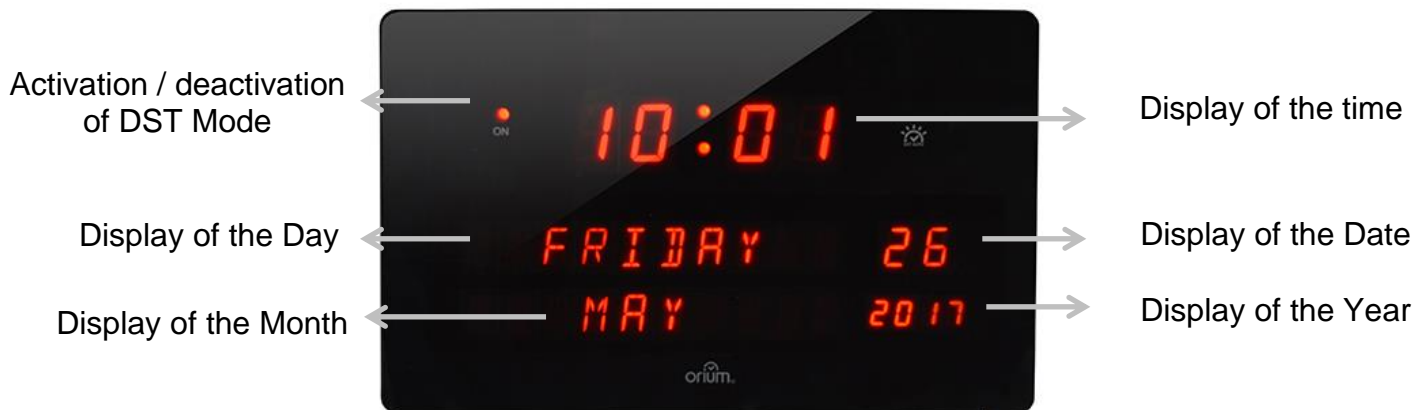 Activation / deactivation
of DST Mode
ON
10:01
Display of the time
Display of the Day
FRIDAY
26
Display of the Date
Display of the Month
MAY
2017
Display of the Year
orium